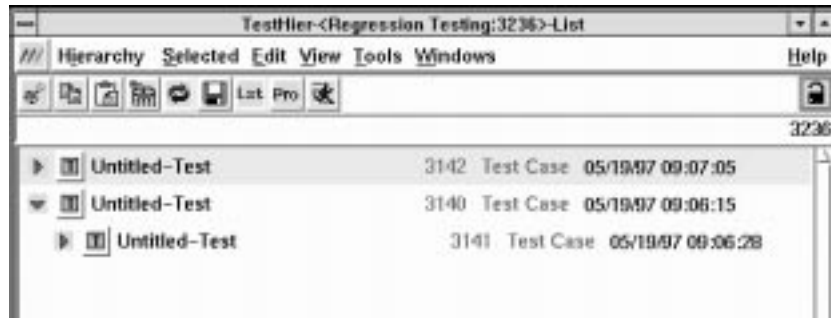 TestHier-<Regression Testing:3236>-List
Hierarchy Selected Edit View Tools Windows Help
Lst Pro
3236
Untitled-Test 3142 Test Case 05/19/97 09:07:05
Untitled-Test 3140 Test Case 05/19/97 09:06:15
Untitled-Test 3141 Test Case 05/19/97 09:06:28